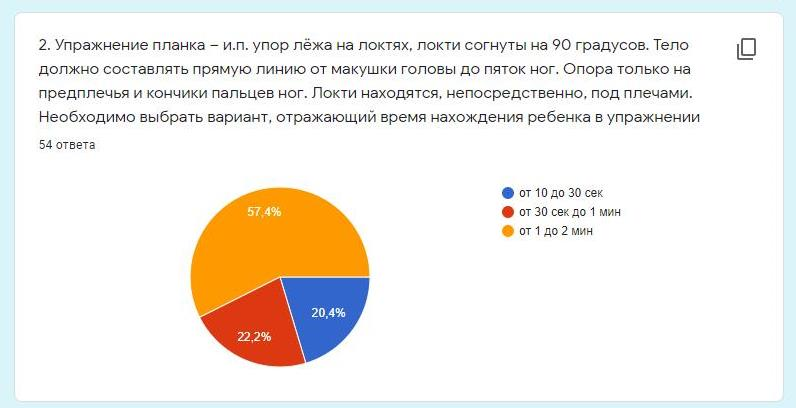 2. Упражнение планка – и.п. упор лёжа на локтях, локти согнуты на 90 градусов. Тело
должно составлять прямую линию от макушки головы до пяток ног. Опора только на
предплечья и кончики пальцев ног. Локти находятся, непосредственно, под плечами.
Необходимо выбрать вариант, отражающий время нахождения ребенка в упражнении
54 ответа
57,4%
20,4%
22,2%
от 10 до 30 сек
от 30 сек до 1 мин
от 1 до 2 мин